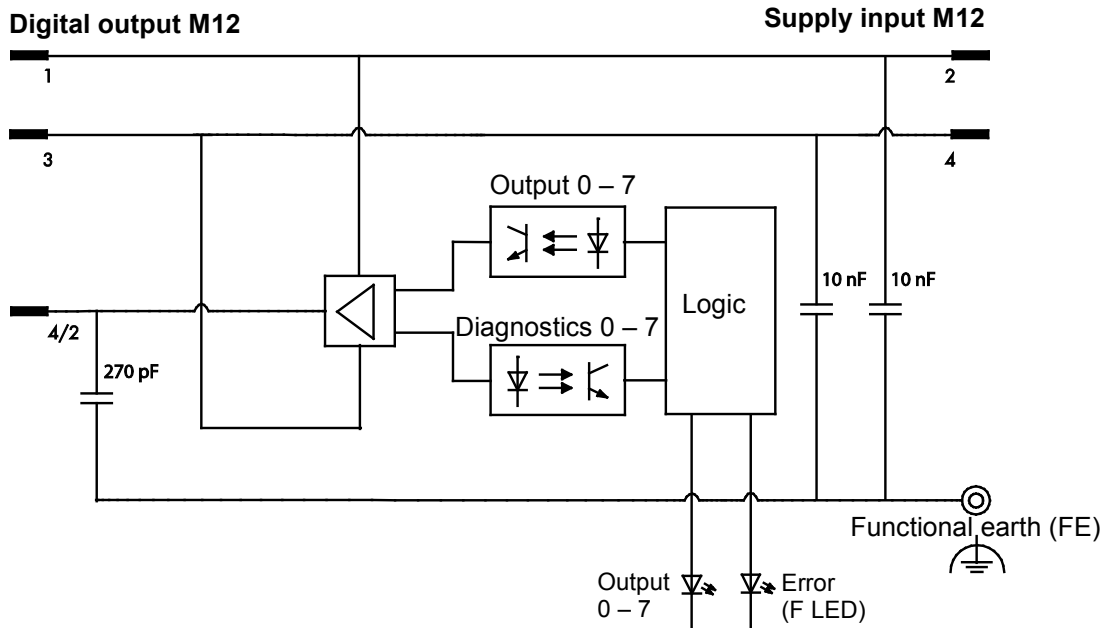 Digital output M12
Supply input M12
1
2
3
4
Output 0 – 7
10 nF
10 nF
Logic
4/2
Diagnostics 0 – 7
270 pF
Functional earth (FE)
Output
0 – 7
Error
(F LED)